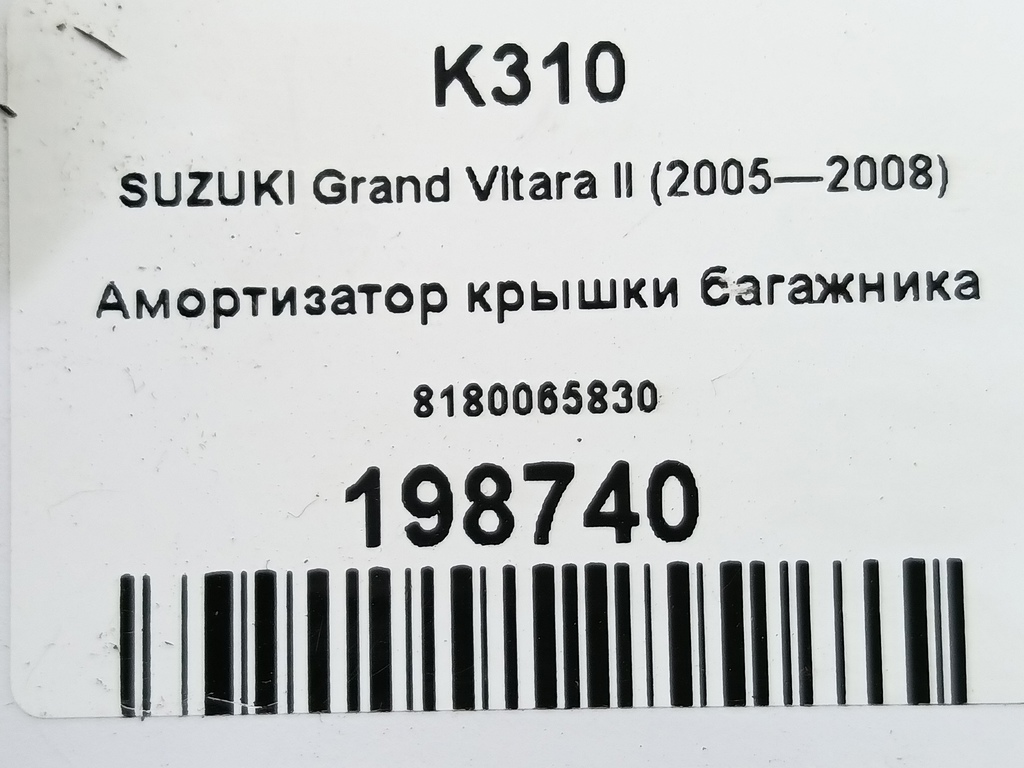 K310
SUZUKI Grand Vitara II (2005—2008)
Амортизатор крышки багажника
8180065830
198740